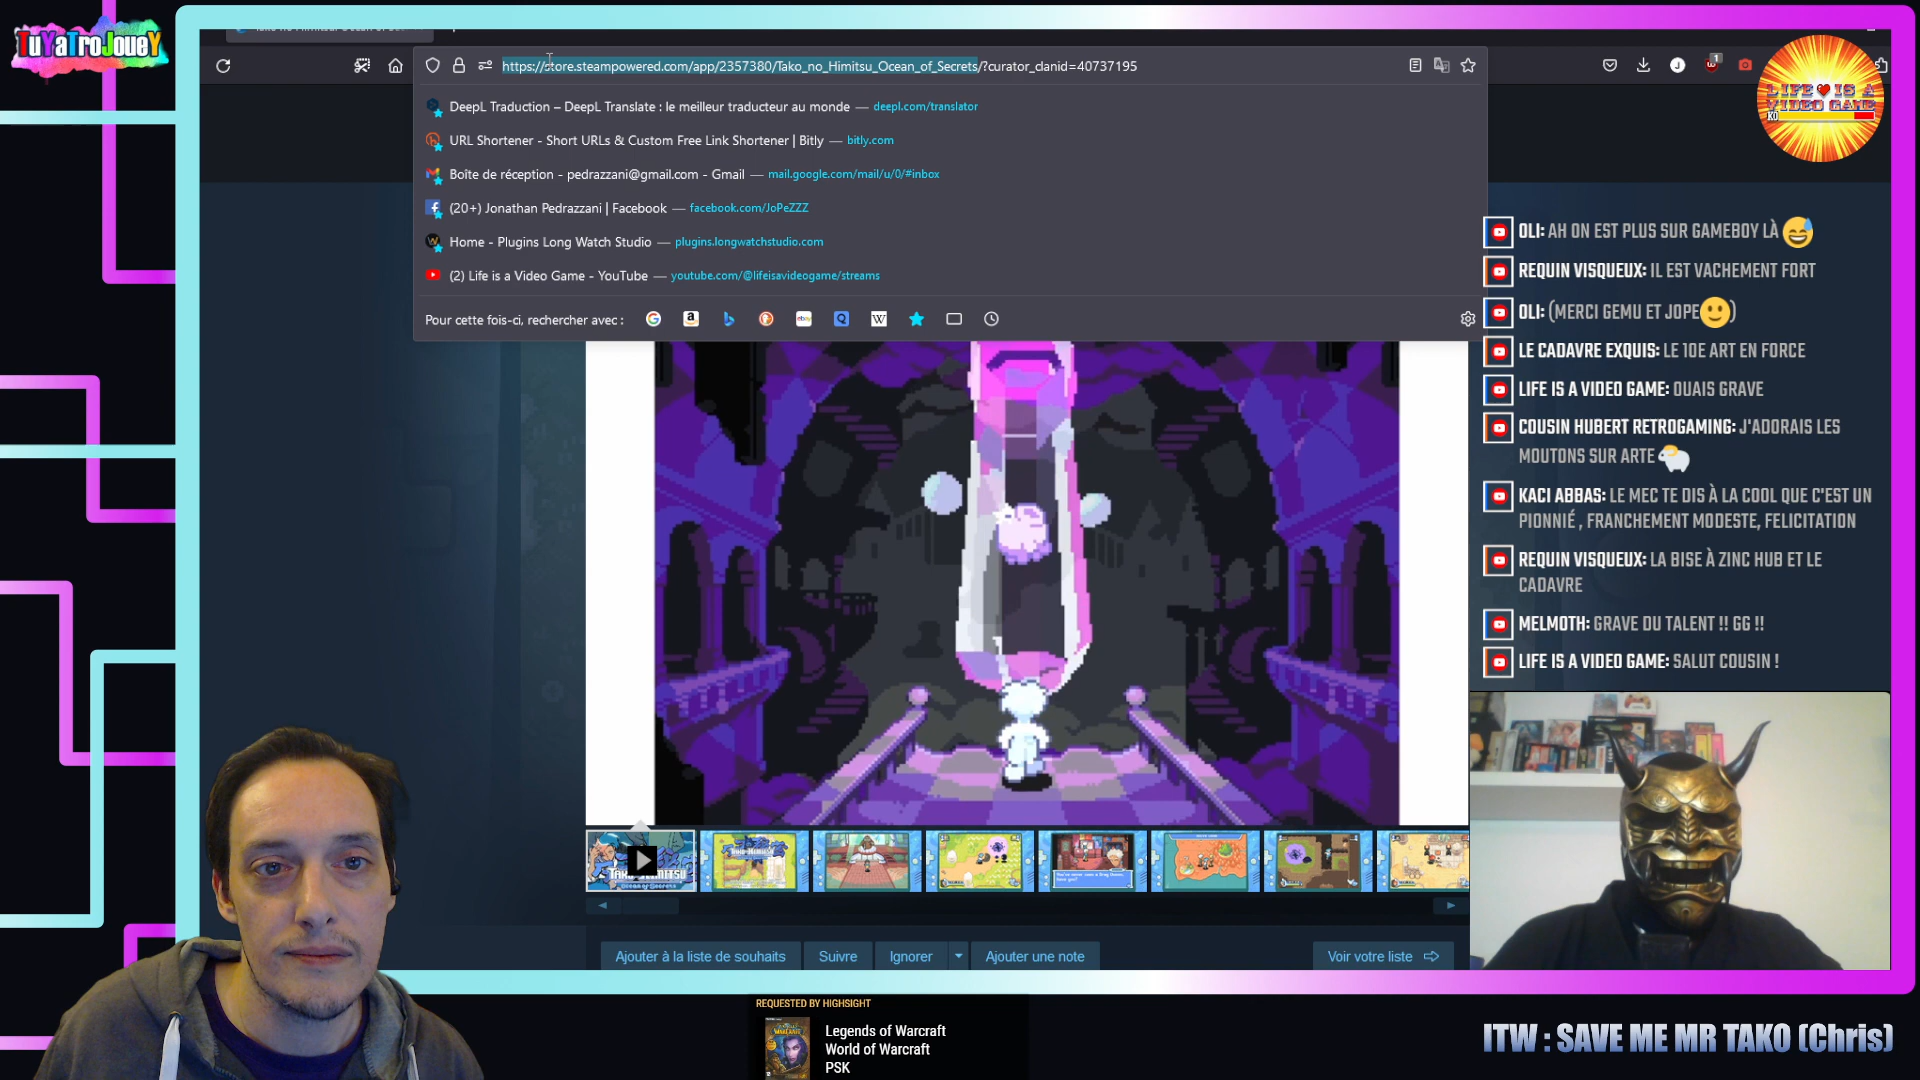 TuYaTroJoueY
https://store.steampowered.com/app/2357380/Tako_no_Himitsu_Ocean_of_Secrets/?curator_clanid=40737195
1
LIFE IS A
VIDEO GAME
KO
DeepL Traduction – DeepL Translate : le meilleur traducteur au monde — deepl.com/translator
URL Shortener - Short URLs & Custom Free Link Shortener | Bitly — bitly.com
Boîte de réception - pedrazzani@gmail.com - Gmail — mail.google.com/mail/u/0/#inbox
(20+) Jonathan Pedrazzani | Facebook — facebook.com/JoPeZZZ
Home - Plugins Long Watch Studio — plugins.longwatchstudio.com
(2) Life is a Video Game - YouTube — youtube.com/@lifeisavideogame/streams
Pour cette fois-ci, rechercher avec :
OLI: AH ON EST PLUS SUR GAMEBOY LÀ 😅
REQUIN VISQUEUX: IL EST VACHEMENT FORT
OLI: (MERCI GEMU ET JOPE🙂)
LE CADAVRE EXQUIS: LE 10E ART EN FORCE
LIFE IS A VIDEO GAME: OUAIS GRAVE
COUSIN HUBERT RETROGAMING: J'ADORAIS LES
MOUTONS SUR ARTE 🐑
KACI ABBAS: LE MEC TE DIS À LA COOL QUE C'EST UN
PIONNIÉ , FRANCHEMENT MODESTE, FELICITATION
REQUIN VISQUEUX: LA BISE À ZINC HUB ET LE
CADAVRE
MELMOTH: GRAVE DU TALENT !! GG !!
LIFE IS A VIDEO GAME: SALUT COUSIN !
Ajouter à la liste de souhaits
Suivre
Ignorer
Ajouter une note
Voir votre liste
REQUESTED BY HIGHSIGHT
Legends of Warcraft
World of Warcraft
PSK
ITW : SAVE ME MR TAKO (Chris)